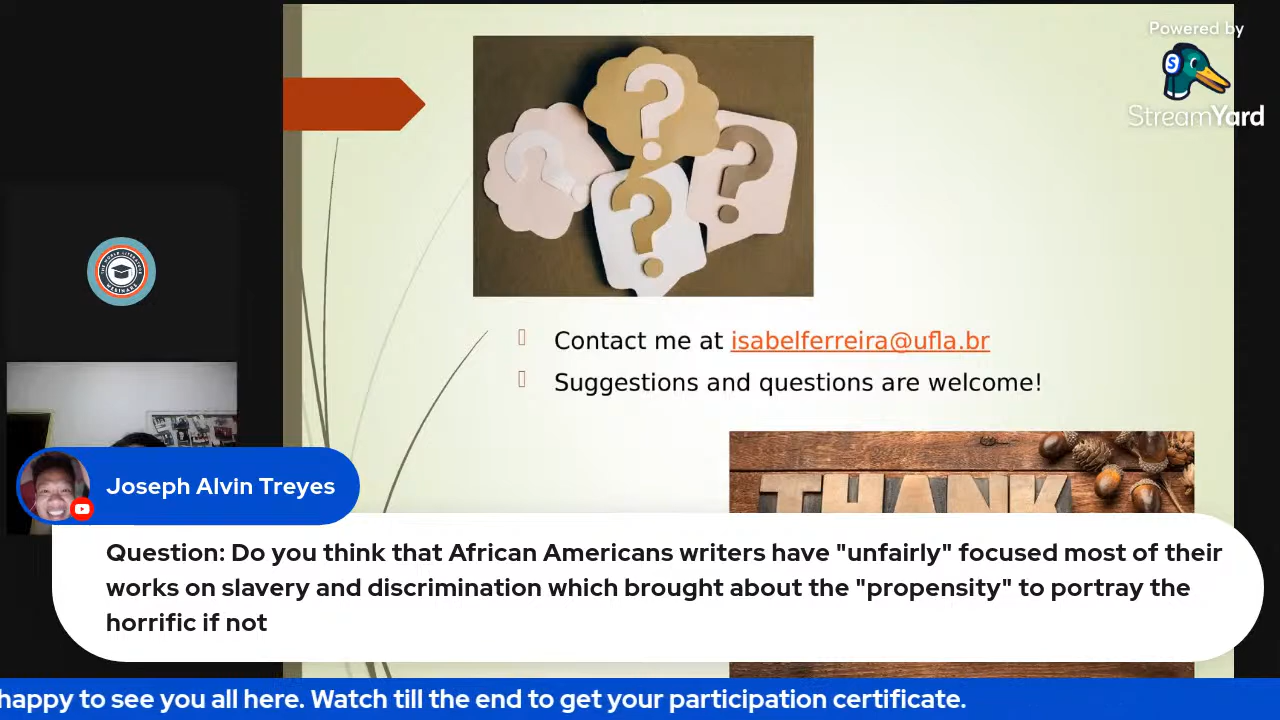 Powered by
StreamYard
Contact me at isabelferreira@ufla.br
Suggestions and questions are welcome!
THANK
Joseph Alvin Treyes
Question: Do you think that African Americans writers have "unfairly" focused most of their
works on slavery and discrimination which brought about the "propensity" to portray the
horrific if not
happy to see you all here. Watch till the end to get your participation certificate.